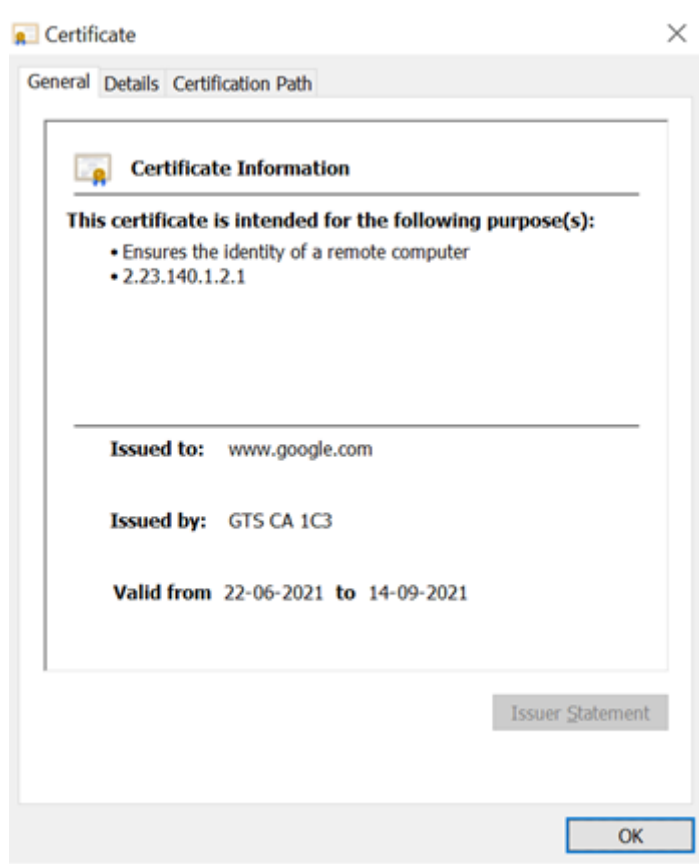 Certificate
General Details Certification Path
Certificate Information
This certificate is intended for the following purpose(s):
• Ensures the identity of a remote computer
• 2.23.140.1.2.1
Issued to: www.google.com
Issued by: GTS CA 1C3
Valid from 22-06-2021 to 14-09-2021
Issuer Statement
OK